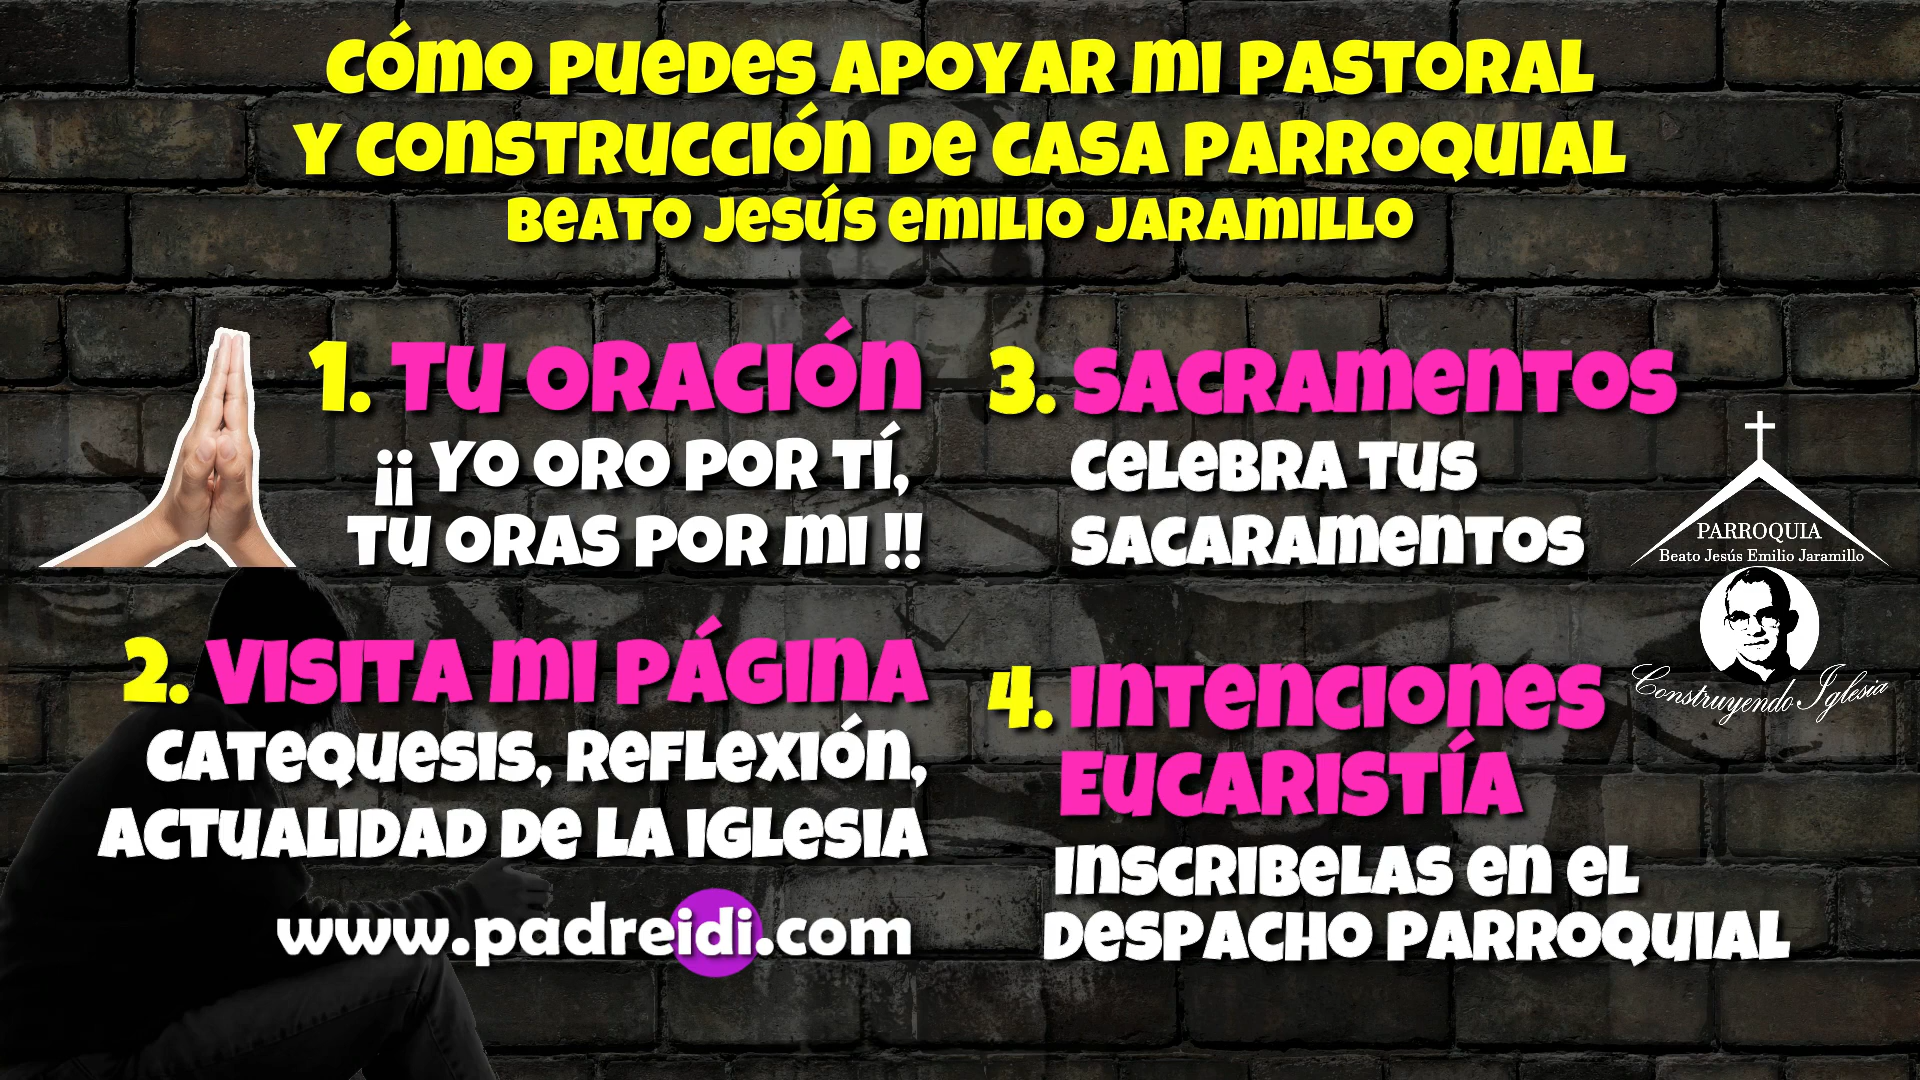 CÓMO PUEDES APOYAR MI PASTORAL
Y CONSTRUCCIÓN DE CASA PARROQUIAL
BEATO JESÚS EMILIO JARAMILLO
1. TU ORACIÓN
¡¡ YO ORO POR TÍ,
TU ORAS POR MI !!
2. VISITA MI PÁGINA
CATEQUESIS, REFLEXIÓN,
ACTUALIDAD DE LA IGLESIA
www.padreidi.com
3. SACRAMENTOS
CELEBRA TUS
SACARAMENTOS
4. INTENCIONES
EUCARISTÍA
INSCRIBELAS EN EL
DESPACHO PARROQUIAL
PARROQUIA
Beato Jesús Emilio Jaramillo
Construyendo Iglesia